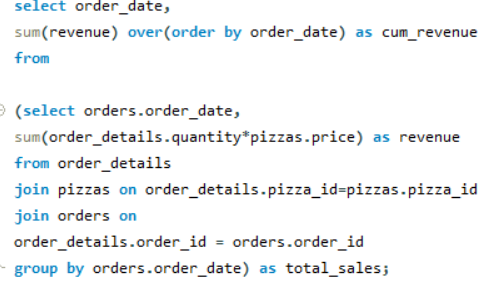 select order_date,
sum(revenue) over(order by order_date) as cum_revenue
from
(select orders.order_date,
sum(order_details.quantity*pizzas.price) as revenue
from order_details
join pizzas on order_details.pizza_id=pizzas.pizza_id
join orders on
order_details.order_id = orders.order_id
group by orders.order_date) as total_sales;